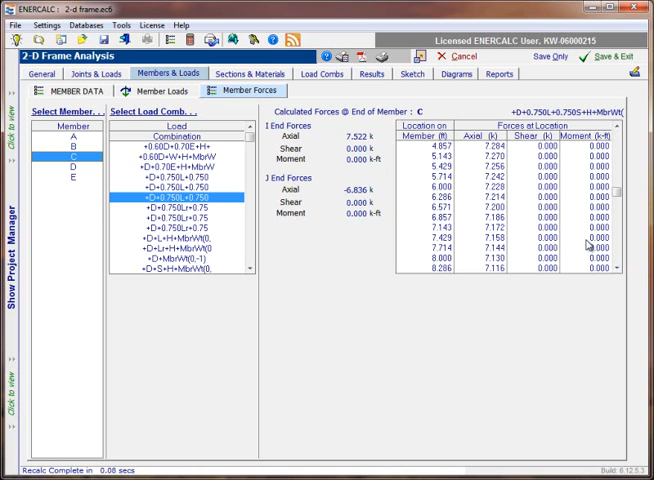 ENERCALC : 2-d frame.ec6
File Settings Databases Tools License Help
Licensed ENERCALC User, KW-06000215
2-D Frame Analysis
Cancel Save Only Save & Exit
General Joints & Loads Members & Loads Sections & Materials Load Combs Results Sketch Diagrams Reports
MEMBER DATA Member Loads Member Forces
Click to view
Show Project Manager
Click to view
Select Member. . .
Member
A
B
C
D
E
Select Load Comb. . .
Load
Combination
+0.60D+0.70E+H+
+0.60D+W+H+MbrW
+D+0.70E+H+MbrW
+D+0.750L+0.750
+D+0.750L+0.750
+D+0.750L+0.750
+D+0.750Lr+0.75
+D+0.750Lr+0.75
+D+0.750Lr+0.75
+D+L+H+MbrWt(0,
+D+Lr+H+MbrWt(0
+D+MbrWt(0,-1)
+D+S+H+MbrWt(0,
Calculated Forces @ End of Member : C
+D+0.750L+0.750S+H+MbrWt(
I End Forces
Axial 7.522 k
Shear 0.000 k
Moment 0.000 k-ft
J End Forces
Axial -6.836 k
Shear 0.000 k
Moment 0.000 k-ft
Location on Forces at Location
Member (ft) Axial (k) Shear (k) Moment (k-ft)
4.857 7.284 0.000 0.000
5.143 7.270 0.000 0.000
5.429 7.256 0.000 0.000
5.714 7.242 0.000 0.000
6.000 7.228 0.000 0.000
6.286 7.214 0.000 0.000
6.571 7.200 0.000 0.000
6.857 7.186 0.000 0.000
7.143 7.172 0.000 0.000
7.429 7.158 0.000 0.000
7.714 7.144 0.000 0.000
8.000 7.130 0.000 0.000
8.286 7.116 0.000 0.000
Recalc Complete in 0.08 secs
Build: 6.12.5.3